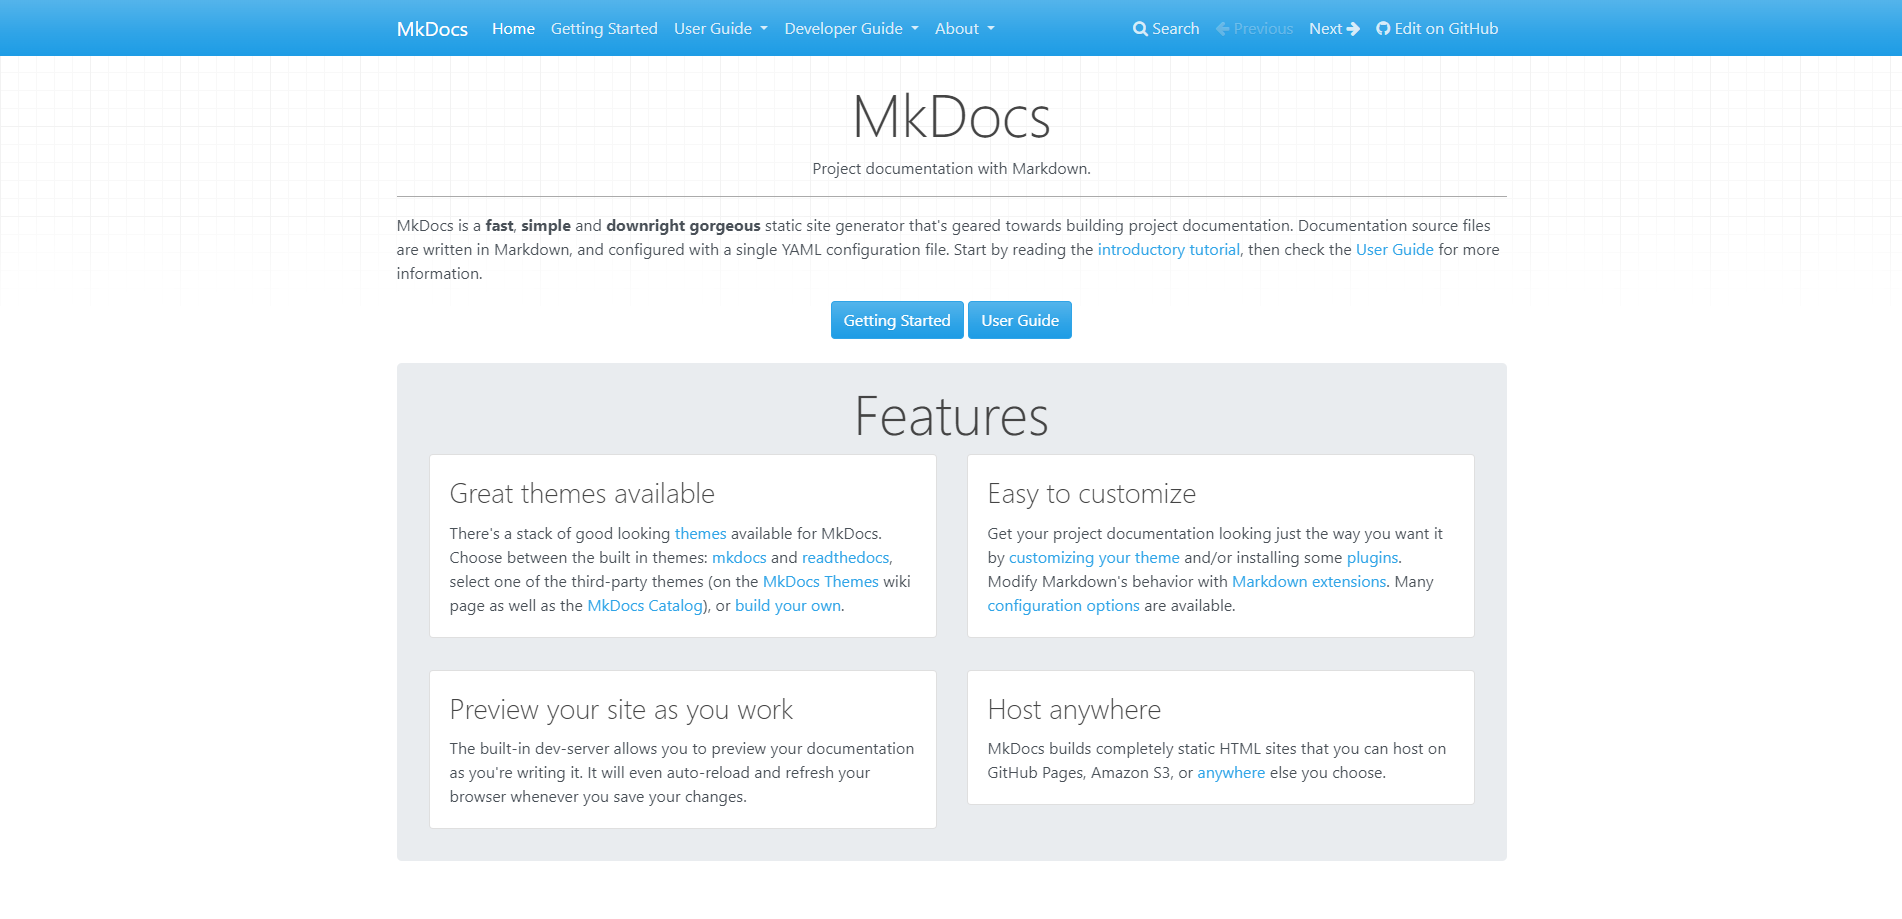 MkDocs Home Getting Started User Guide Developer Guide About Search Previous Next Edit on GitHub
MkDocs
Project documentation with Markdown.
MkDocs is a fast, simple and downright gorgeous static site generator that's geared towards building project documentation. Documentation source files
are written in Markdown, and configured with a single YAML configuration file. Start by reading the introductory tutorial, then check the User Guide for more
information.
Getting Started User Guide
Features
Great themes available
There's a stack of good looking themes available for MkDocs.
Choose between the built in themes: mkdocs and readthedocs,
select one of the third-party themes (on the MkDocs Themes wiki
page as well as the MkDocs Catalog), or build your own.
Easy to customize
Get your project documentation looking just the way you want it
by customizing your theme and/or installing some plugins.
Modify Markdown's behavior with Markdown extensions. Many
configuration options are available.
Preview your site as you work
The built-in dev-server allows you to preview your documentation
as you're writing it. It will even auto-reload and refresh your
browser whenever you save your changes.
Host anywhere
MkDocs builds completely static HTML sites that you can host on
GitHub Pages, Amazon S3, or anywhere else you choose.